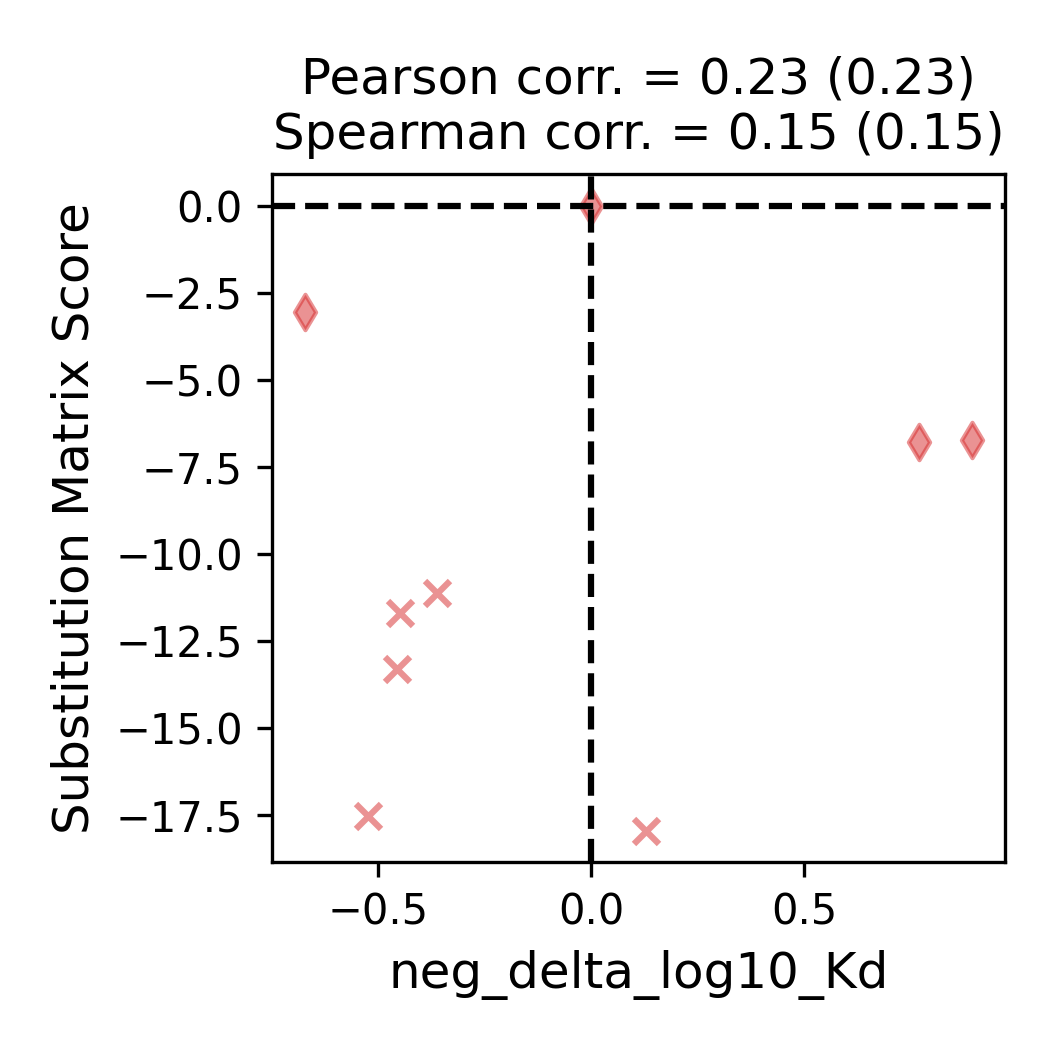 Pearson corr. = 0.23 (0.23)
Spearman corr. = 0.15 (0.15)
Substitution Matrix Score
0.0
−2.5
−5.0
−7.5
−10.0
−12.5
−15.0
−17.5
−0.5
0.0
0.5
neg_delta_log10_Kd